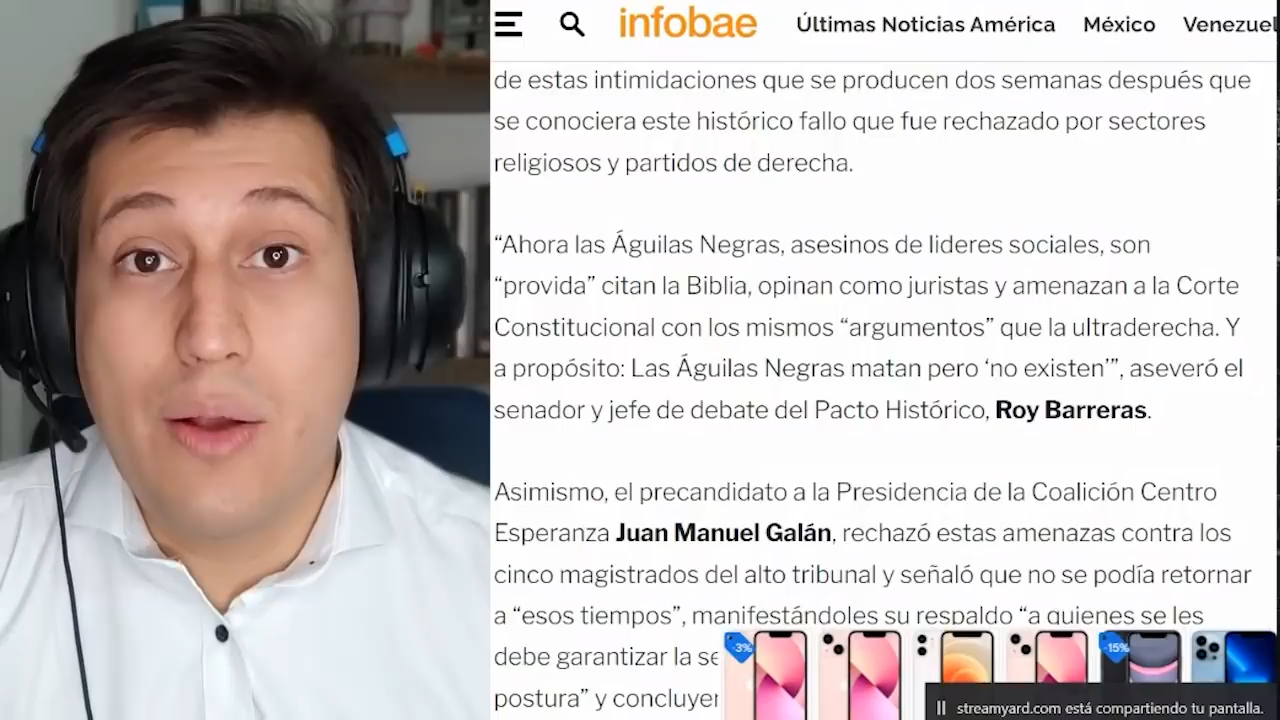 infobae
Últimas Noticias América México Venezuel
de estas intimidaciones que se producen dos semanas después que
se conociera este histórico fallo que fue rechazado por sectores
religiosos y partidos de derecha.
“Ahora las Águilas Negras, asesinos de lideres sociales, son
“provida” citan la Biblia, opinan como juristas y amenazan a la Corte
Constitucional con los mismos “argumentos” que la ultraderecha. Y
a propósito: Las Águilas Negras matan pero ‘no existen’”, aseveró el
senador y jefe de debate del Pacto Histórico, Roy Barreras.
Asimismo, el precandidato a la Presidencia de la Coalición Centro
Esperanza Juan Manuel Galán, rechazó estas amenazas contra los
cinco magistrados del alto tribunal y señaló que no se podía retornar
a “esos tiempos”, manifestándoles su respaldo “a quienes se les
debe garantizar la se
postura” y concluyer
-3%
-15%
streamyard.com está compartiendo tu pantalla.